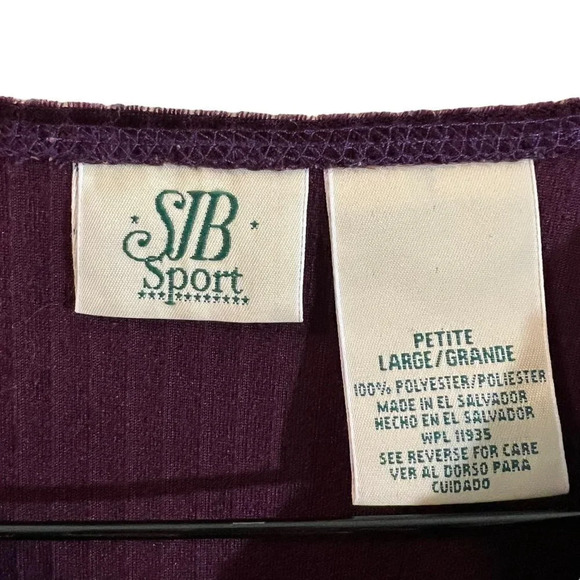 SJB
Sport
PETITE
LARGE/GRANDE
100% POLYESTER/POLIESTER
MADE IN EL SALVADOR
HECHO EN EL SALVADOR
WPL 11935
SEE REVERSE FOR CARE
VER AL DORSO PARA
CUIDADO